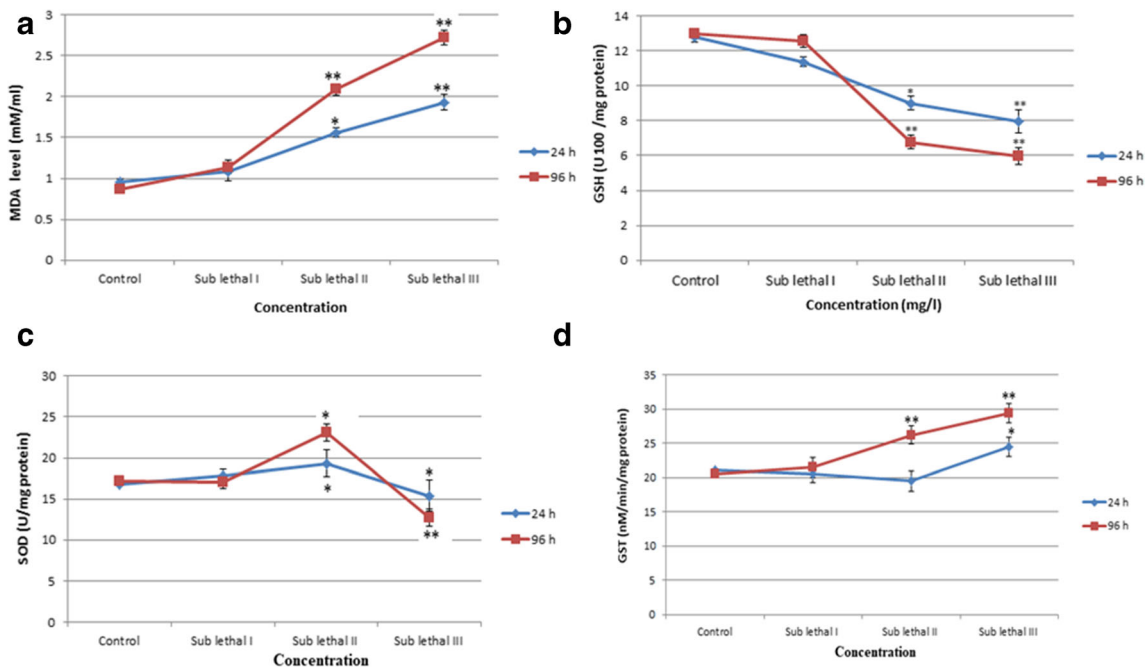 a
MDA level (mM/ml)
3
2.5
2
1.5
1
0.5
0
**
**
**
*
24 h
96 h
Control
Sub lethal I
Sub lethal II
Sub lethal III
Concentration
b
GSH (U 100 /mg protein)
14
12
10
8
6
4
2
0
*
**
**
**
24 h
96 h
Control
Sub lethal I
Sub lethal II
Sub lethal III
Concentration (mg/l)
c
SOD (U/mg protein)
30
25
20
15
10
5
0
*
*
*
**
24 h
96 h
Control
Sub lethal I
Sub lethal II
Sub lethal III
Concentration
d
GST (nM/min/mg protein)
35
30
25
20
15
10
5
0
**
**
*
24 h
96 h
Control
Sub lethal I
Sub lethal II
Sub lethal III
Concentration